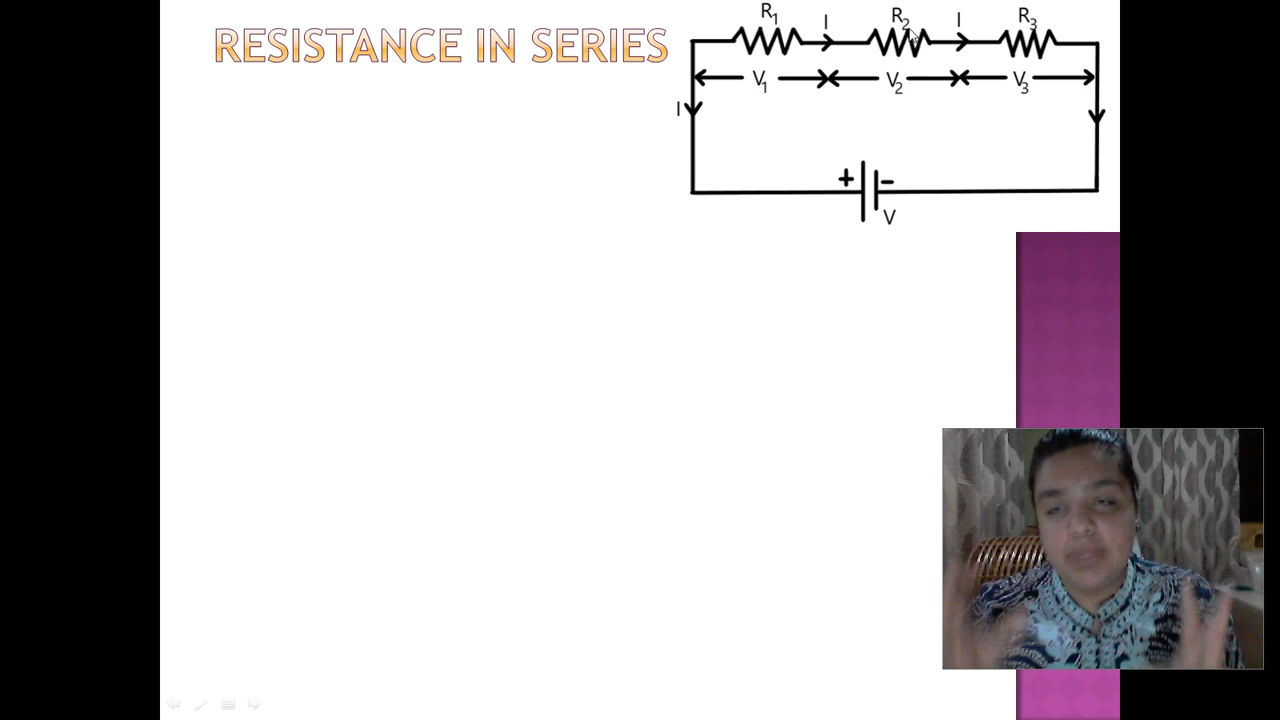 RESISTANCE IN SERIES
R1 I R2 I R3
V1 V2 V3
I
+ -
V